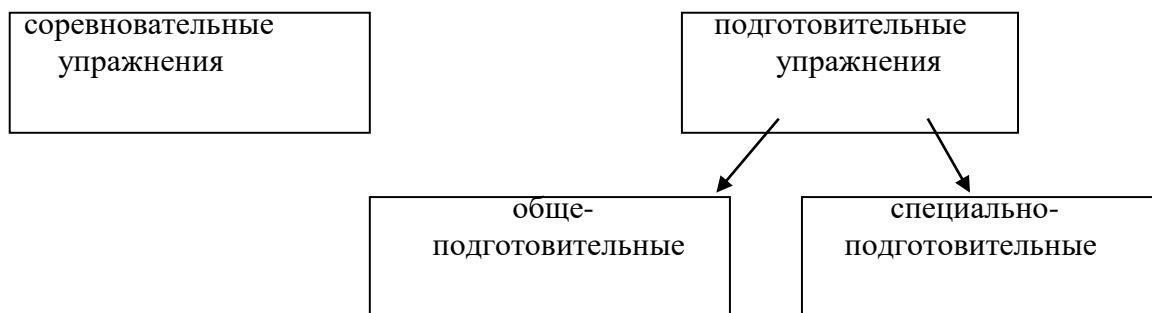 соревновательные
упражнения
подготовительные
упражнения
обще-
подготовительные
специально-
подготовительные